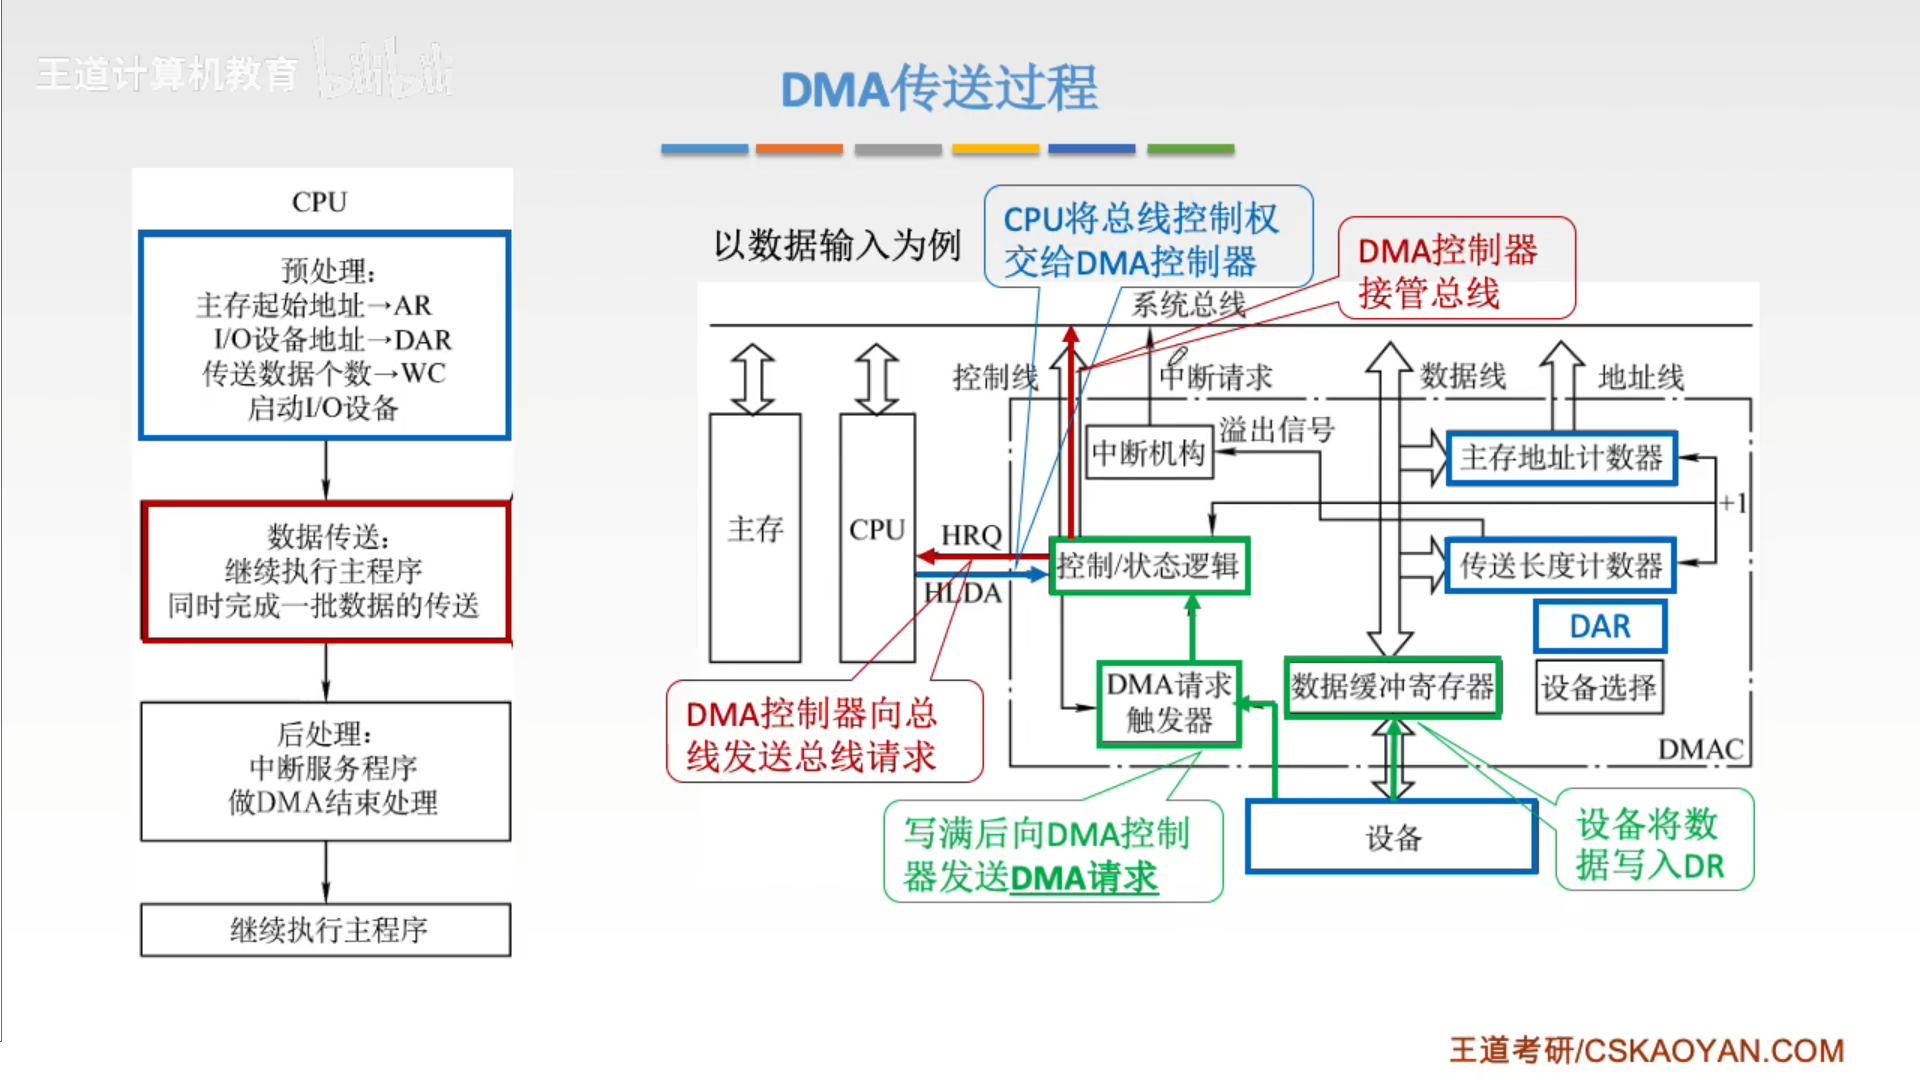 王道计算机教育 bilibili
DMA传送过程
CPU
预处理：
主存起始地址→AR
I/O设备地址→DAR
传送数据个数→WC
启动I/O设备
数据传送：
继续执行主程序
同时完成一批数据的传送
后处理：
中断服务程序
做DMA结束处理
继续执行主程序
以数据输入为例
CPU将总线控制权
交给DMA控制器
DMA控制器
接管总线
系统总线
控制线
中断请求
数据线
地址线
溢出信号
中断机构
主存地址计数器
+1
主存
CPU
HRQ
HLDA
控制/状态逻辑
传送长度计数器
DAR
DMA请求
触发器
数据缓冲寄存器
设备选择
DMAC
DMA控制器向总
线发送总线请求
写满后向DMA控制
器发送DMA请求
设备
设备将数
据写入DR
王道考研/CSKAOYAN.COM